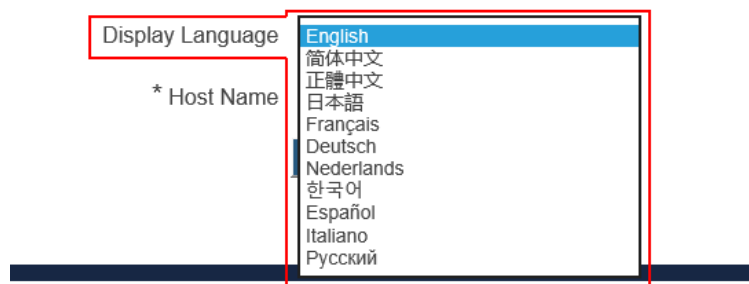 Display Language
English
简体中文
正體中文
日本語
* Host Name
Français
Deutsch
Nederlands
한국어
Español
Italiano
Русский